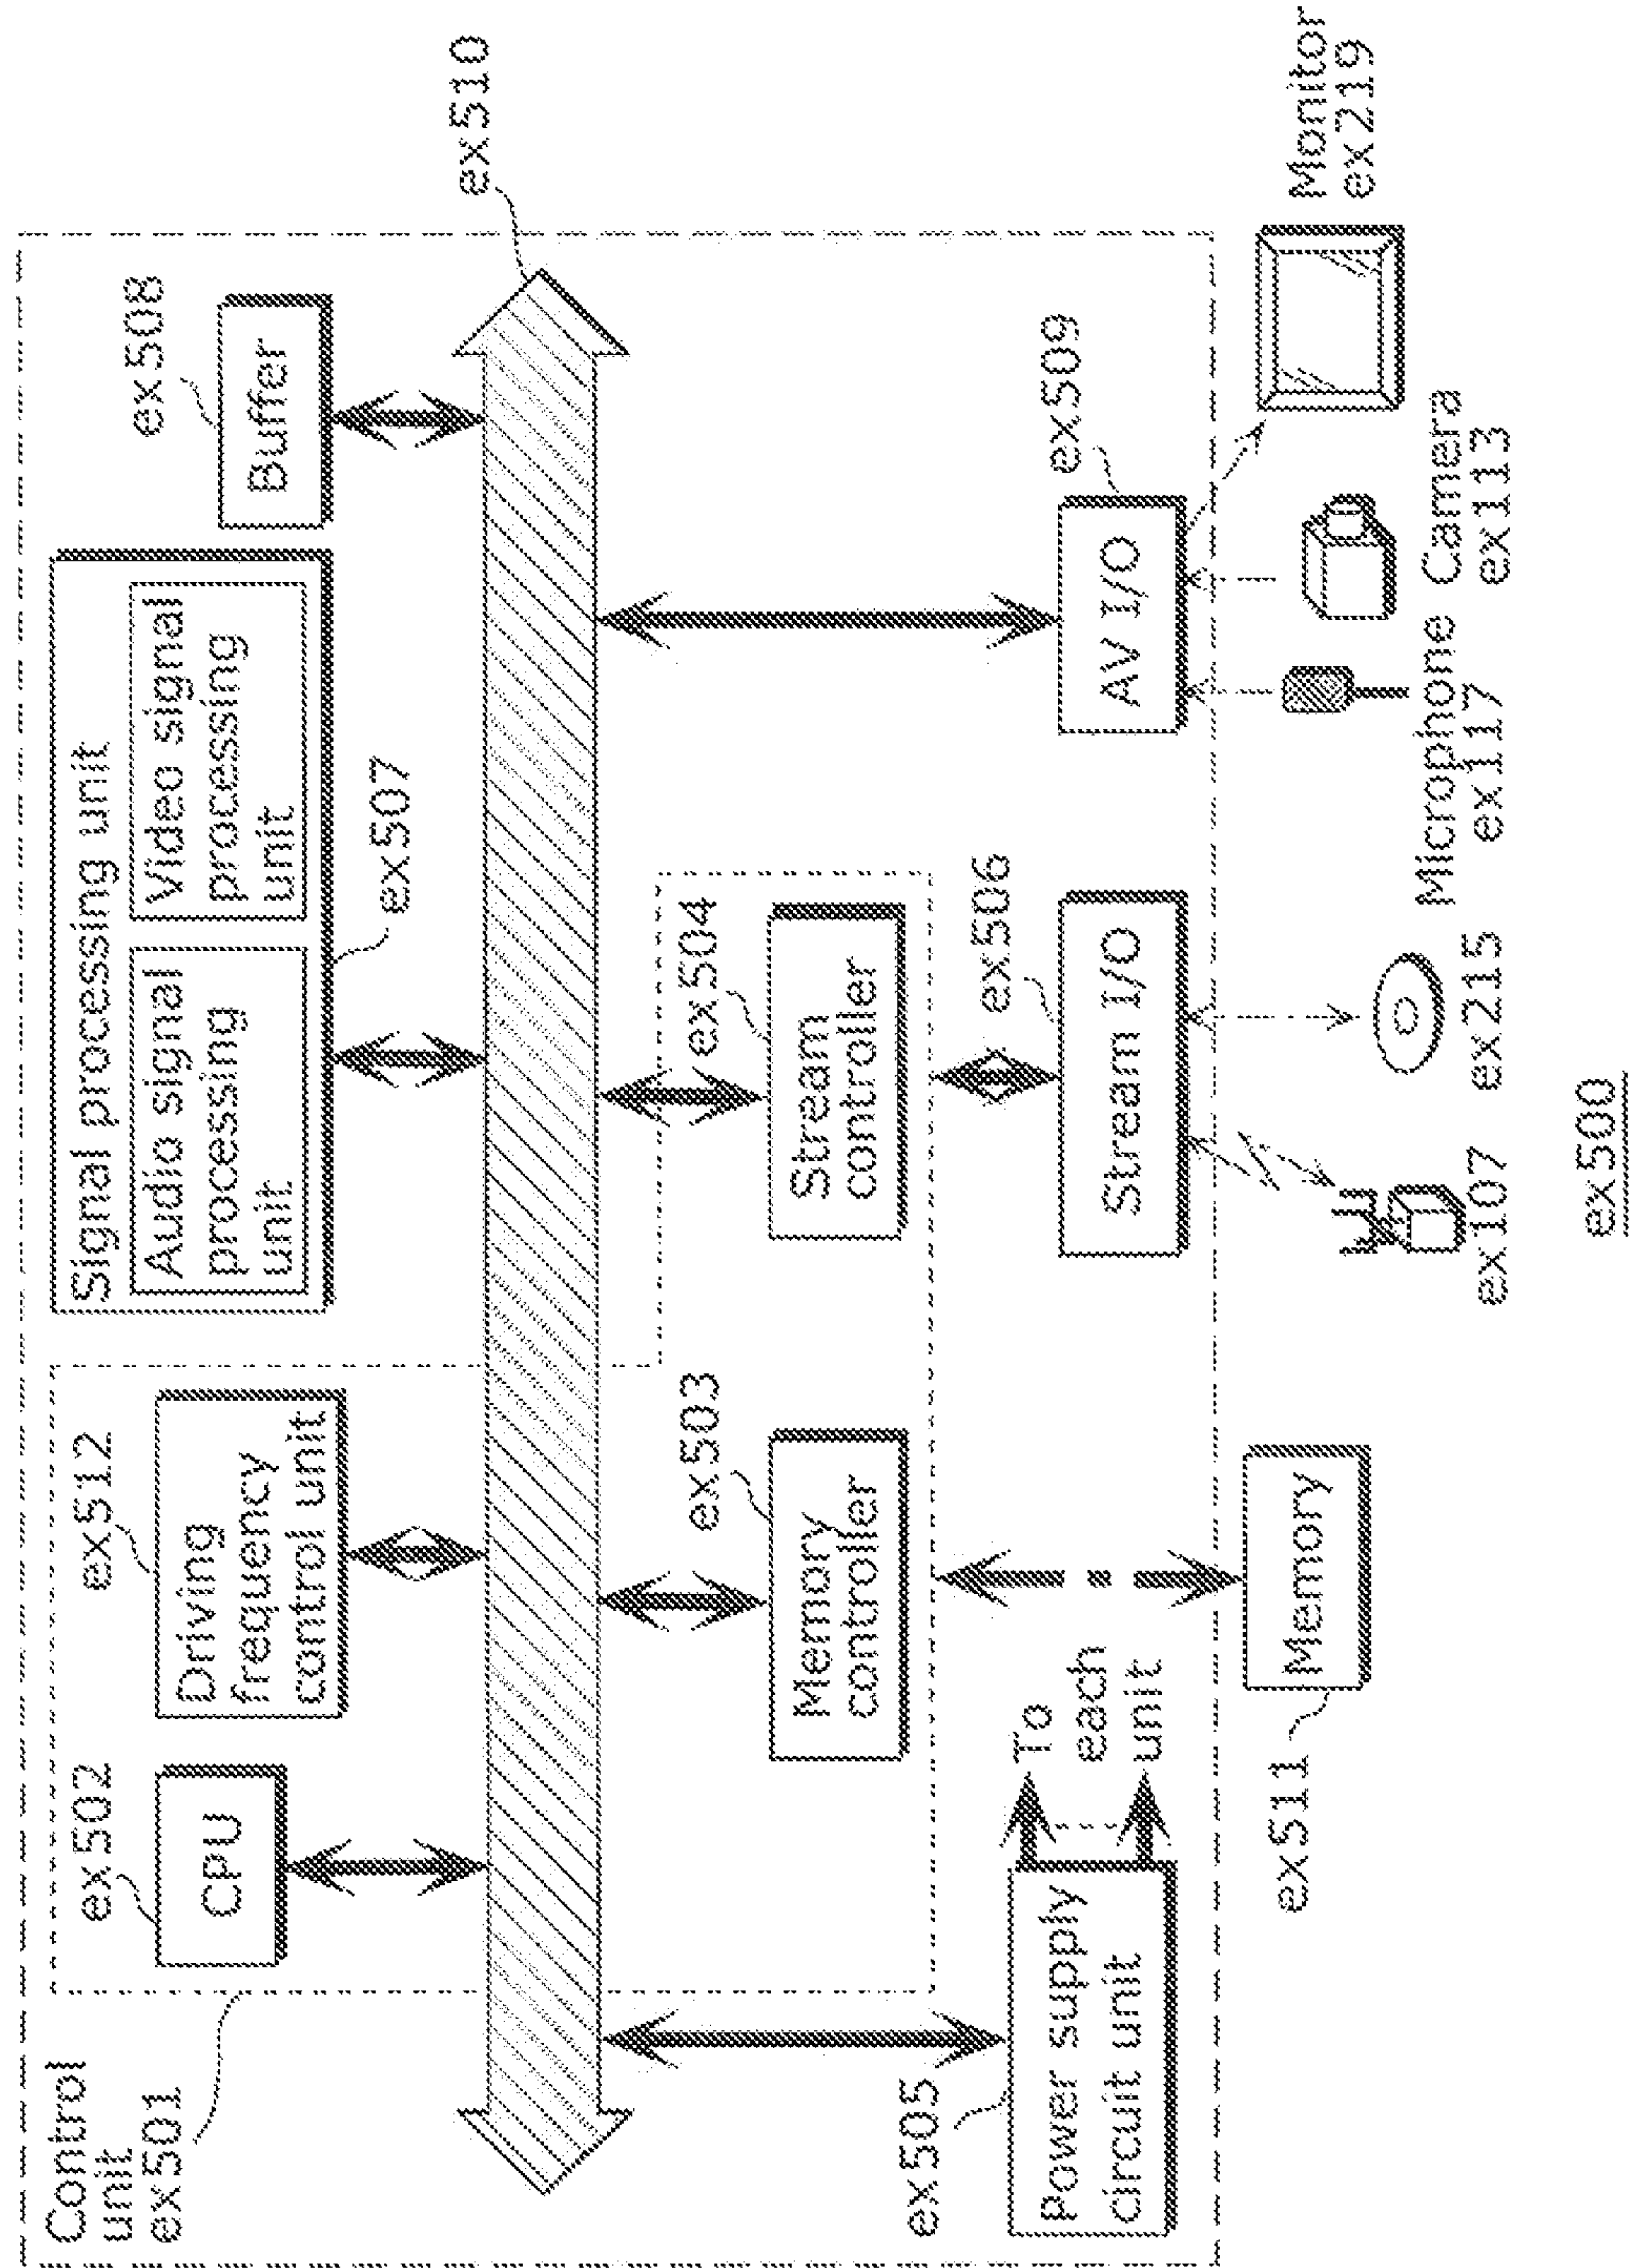 Control
unit
ex501
ex502
CPU
ex512
Driving
frequency
control unit
Signal processing unit
Audio signal
processing
unit
Video signal
processing
unit
ex507
ex508
Buffer
ex510
ex503
Memory
controller
ex504
Stream
controller
ex505
Power supply
circuit unit
To
each
unit
ex506
Stream I/O
ex509
AV I/O
ex511
Memory
ex107
ex215
Microphone
ex117
Camera
ex113
Monitor
ex219
ex500